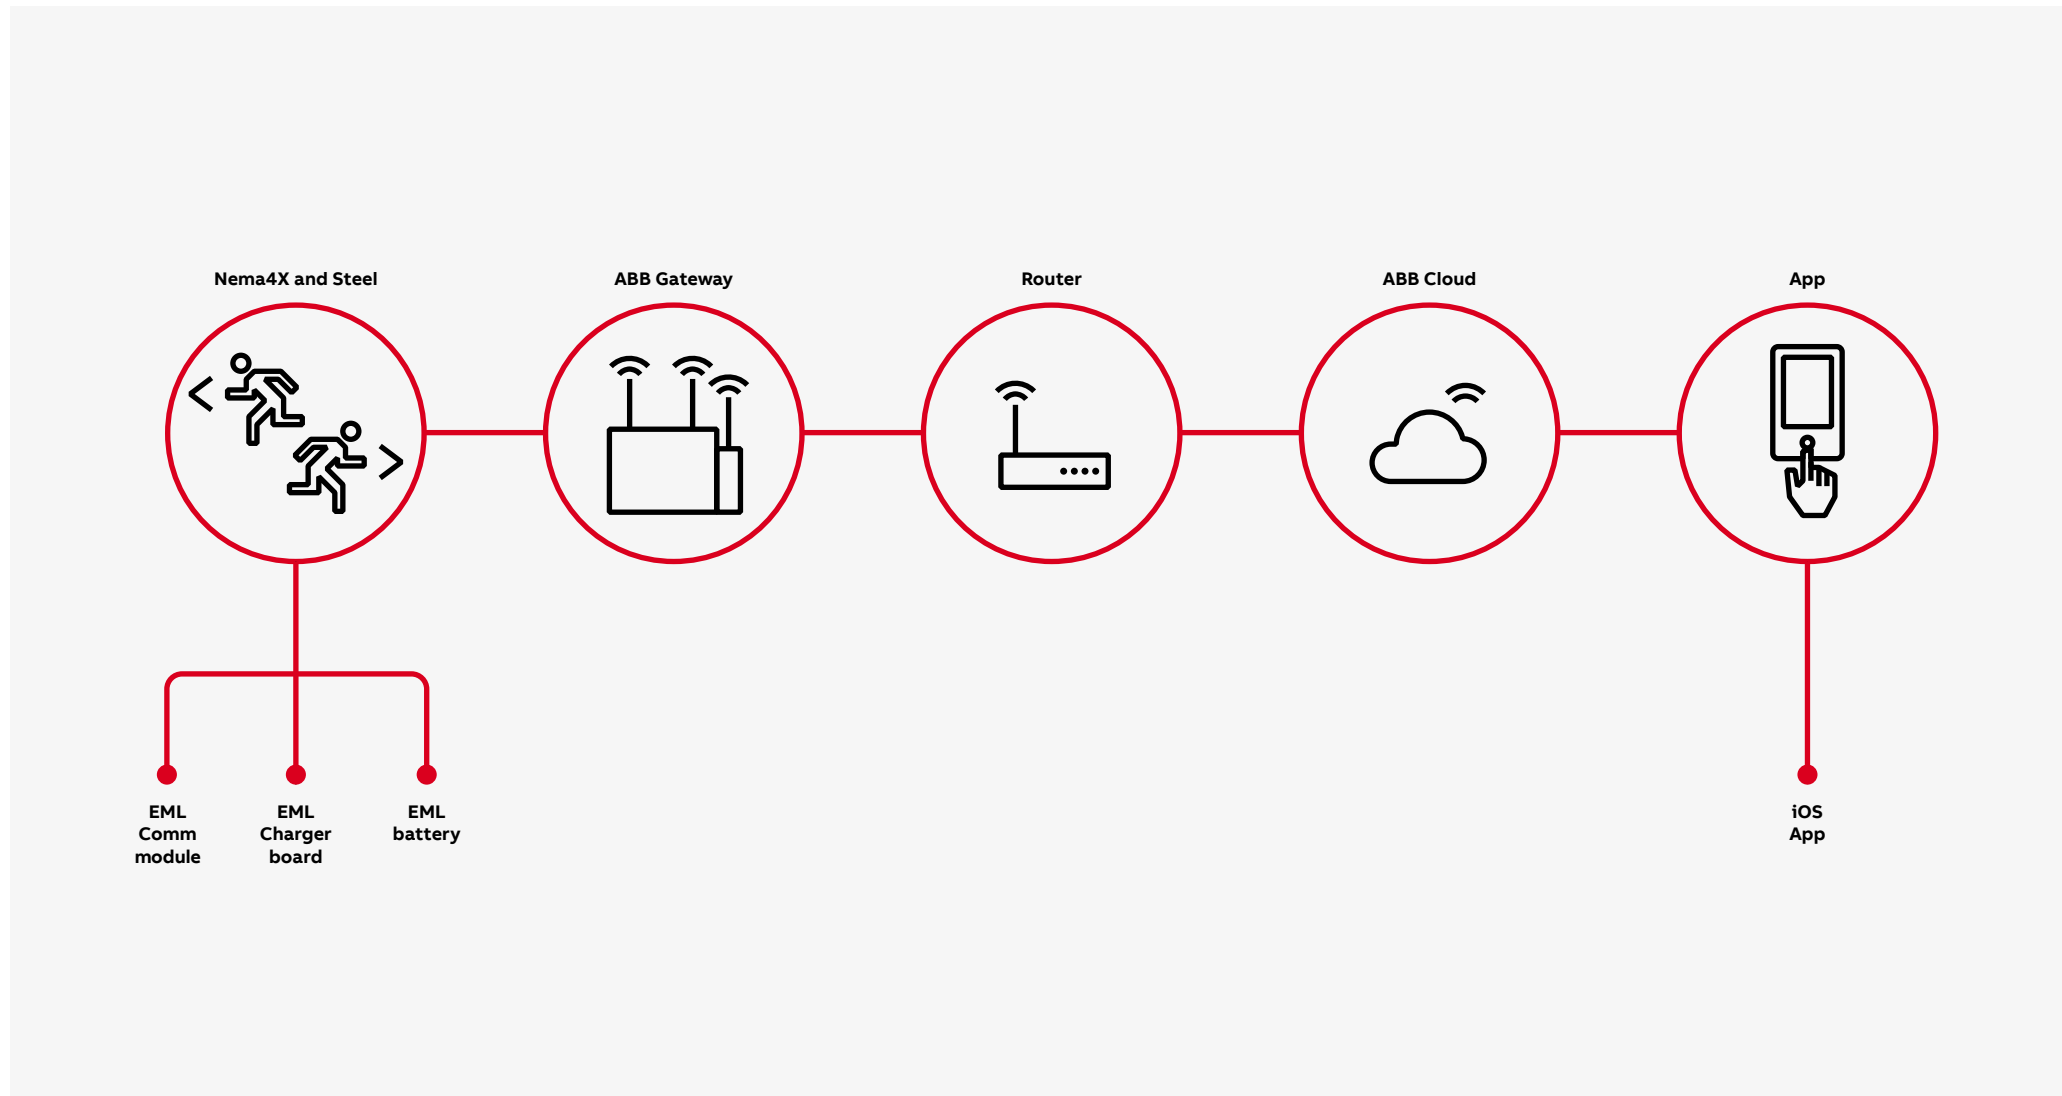 Nema4X and Steel
ABB Gateway
Router
ABB Cloud
App
EML
Comm
module
EML
Charger
board
EML
battery
iOS
App